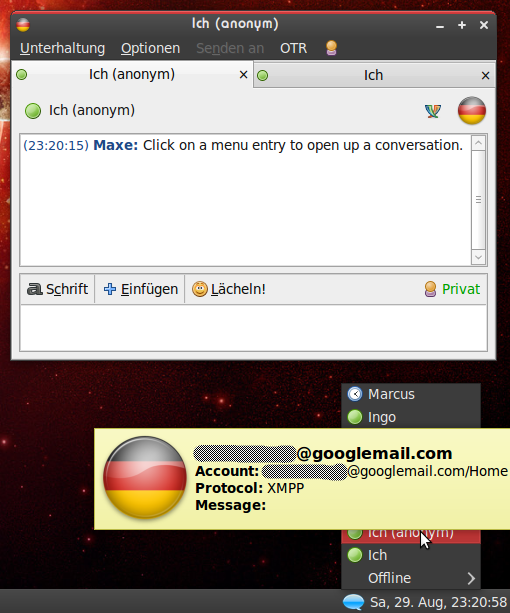 Ich (anonym)
Unterhaltung Optionen Senden an OTR
Ich (anonym) Ich
Ich (anonym)
(23:20:15) Maxe: Click on a menu entry to open up a conversation.
Schrift Einfügen Lächeln! Privat
Marcus
Ingo
@googlemail.com
Account: @googlemail.com/Home
Protocol: XMPP
Message:
Ich (anonym)
Ich
Offline
Sa, 29. Aug, 23:20:58